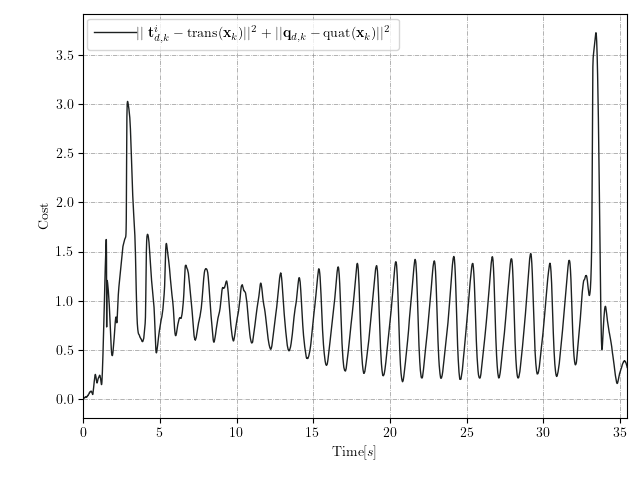 || t^i_{d,k} − trans(x_k)||^2 + ||q_{d,k} − quat(x_k)||^2
3.5
3.0
2.5
2.0
1.5
1.0
0.5
0.0
Cost
0 5 10 15 20 25 30 35
Time[s]